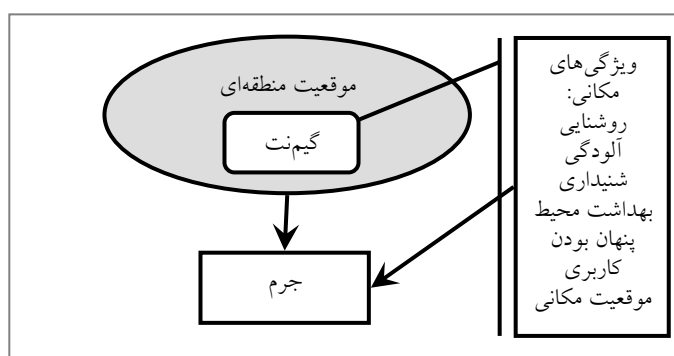 موقعیت منطقه‌ای
گیم‌نت
جرم
ویژگی‌های
مکانی:
روشنایی
آلودگی
شنیداری
بهداشت محیط
پنهان بودن
کاربری
موقعیت مکانی